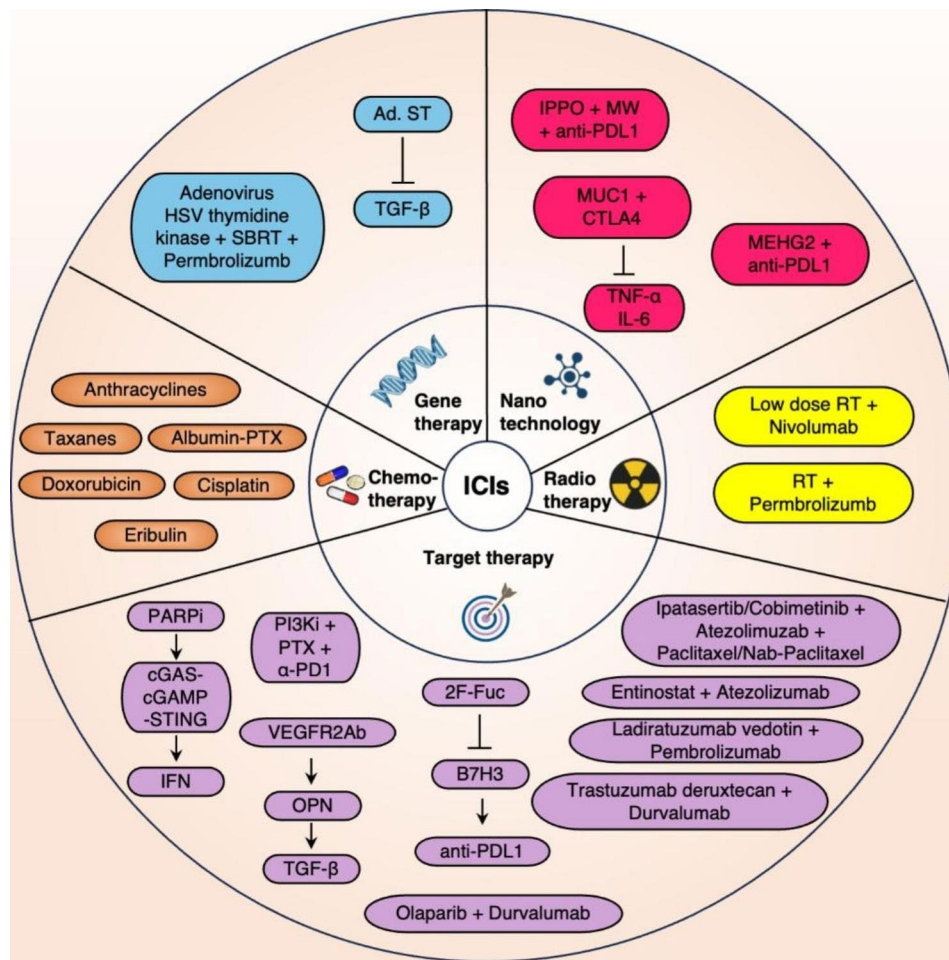 Ad. ST
TGF-β
Adenovirus
HSV thymidine
kinase + SBRT +
Permbrolizumb
IPPO + MW
+ anti-PDL1
MUC1 +
CTLA4
TNF-α
IL-6
MEHG2 +
anti-PDL1
Gene
therapy
Nano
technology
Chemo-
therapy
ICIs
Radio
therapy
Target therapy
Anthracyclines
Taxanes
Albumin-PTX
Doxorubicin
Cisplatin
Eribulin
Low dose RT +
Nivolumab
RT +
Permbrolizumb
PARPi
cGAS-
cGAMP
-STING
IFN
PI3Ki +
PTX +
α-PD1
VEGFR2Ab
OPN
TGF-β
2F-Fuc
B7H3
anti-PDL1
Ipatasertib/Cobimetinib +
Atezolimuzab +
Paclitaxel/Nab-Paclitaxel
Entinostat + Atezolizumab
Ladiratuzumab vedotin +
Pembrolizumab
Trastuzumab deruxtecan +
Durvalumab
Olaparib + Durvalumab